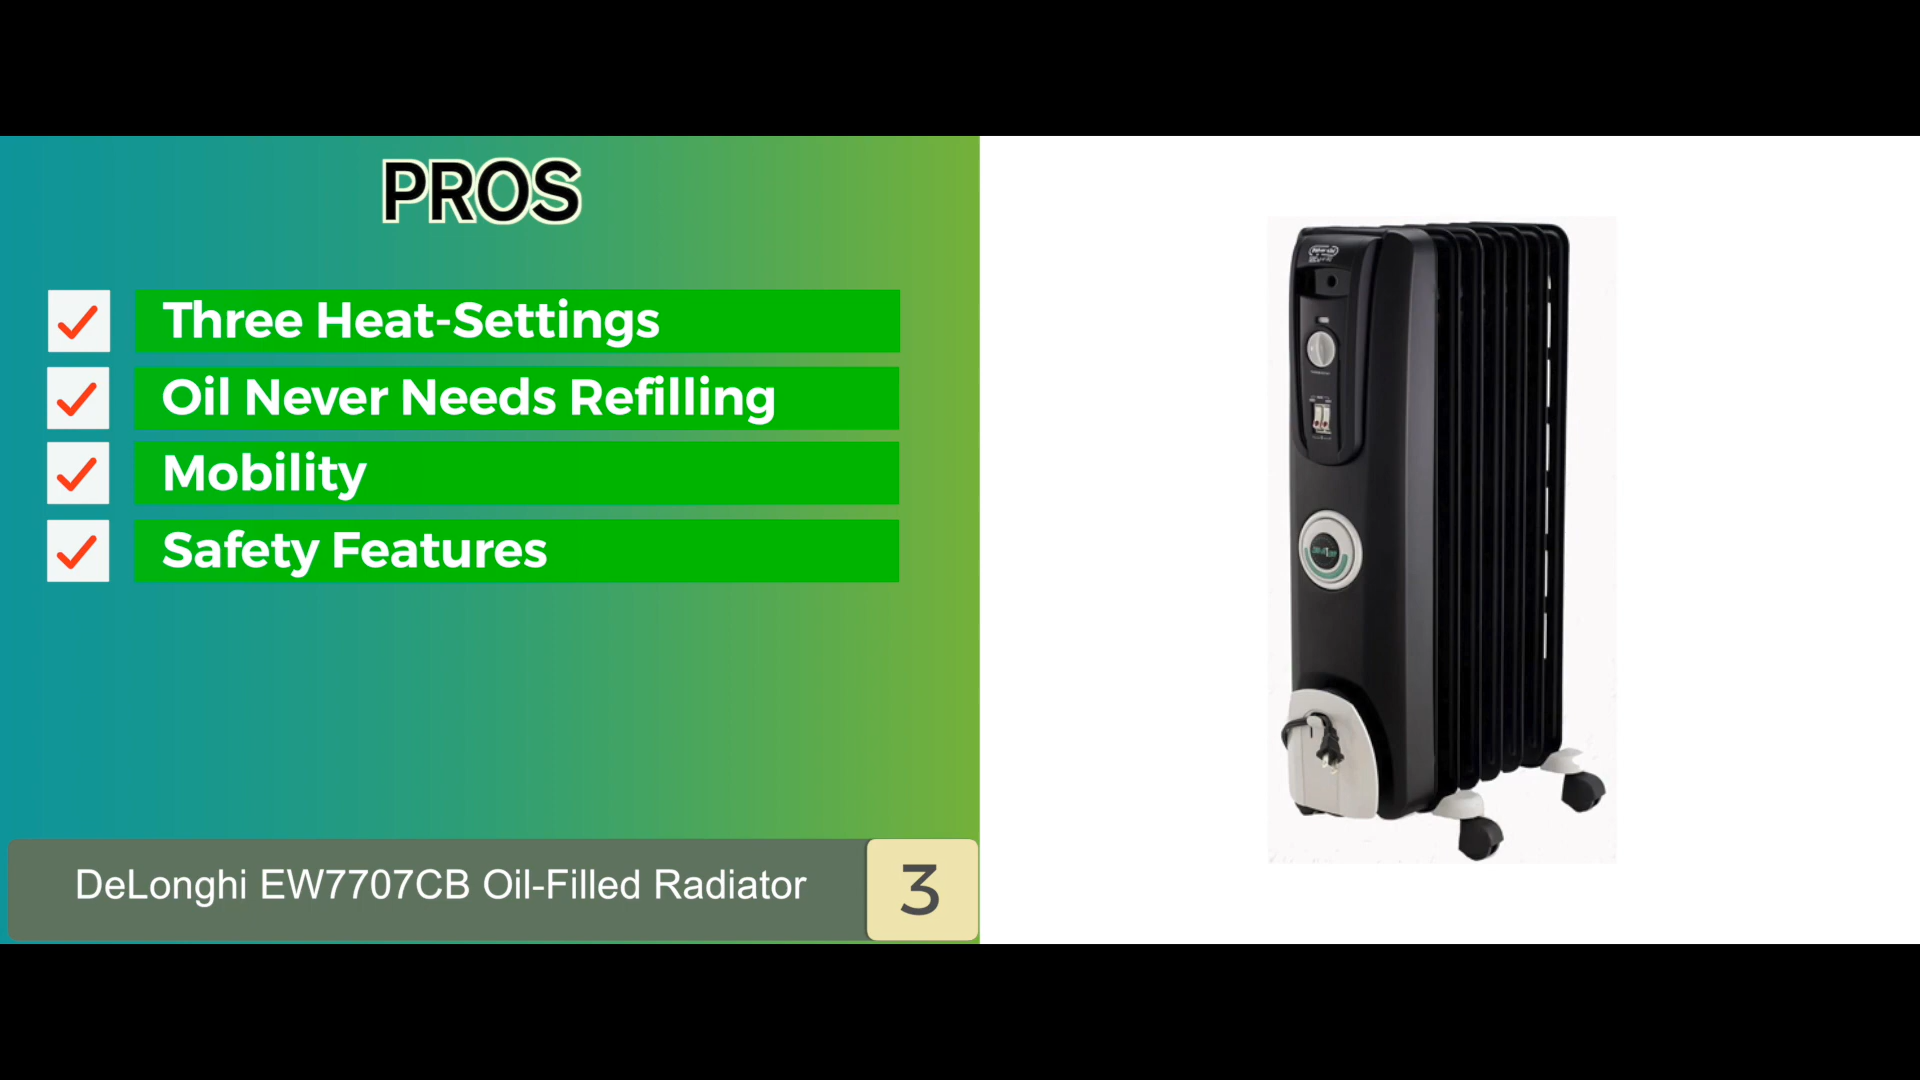 PROS
Three Heat-Settings
Oil Never Needs Refilling
Mobility
Safety Features
DeLonghi EW7707CB Oil-Filled Radiator
3